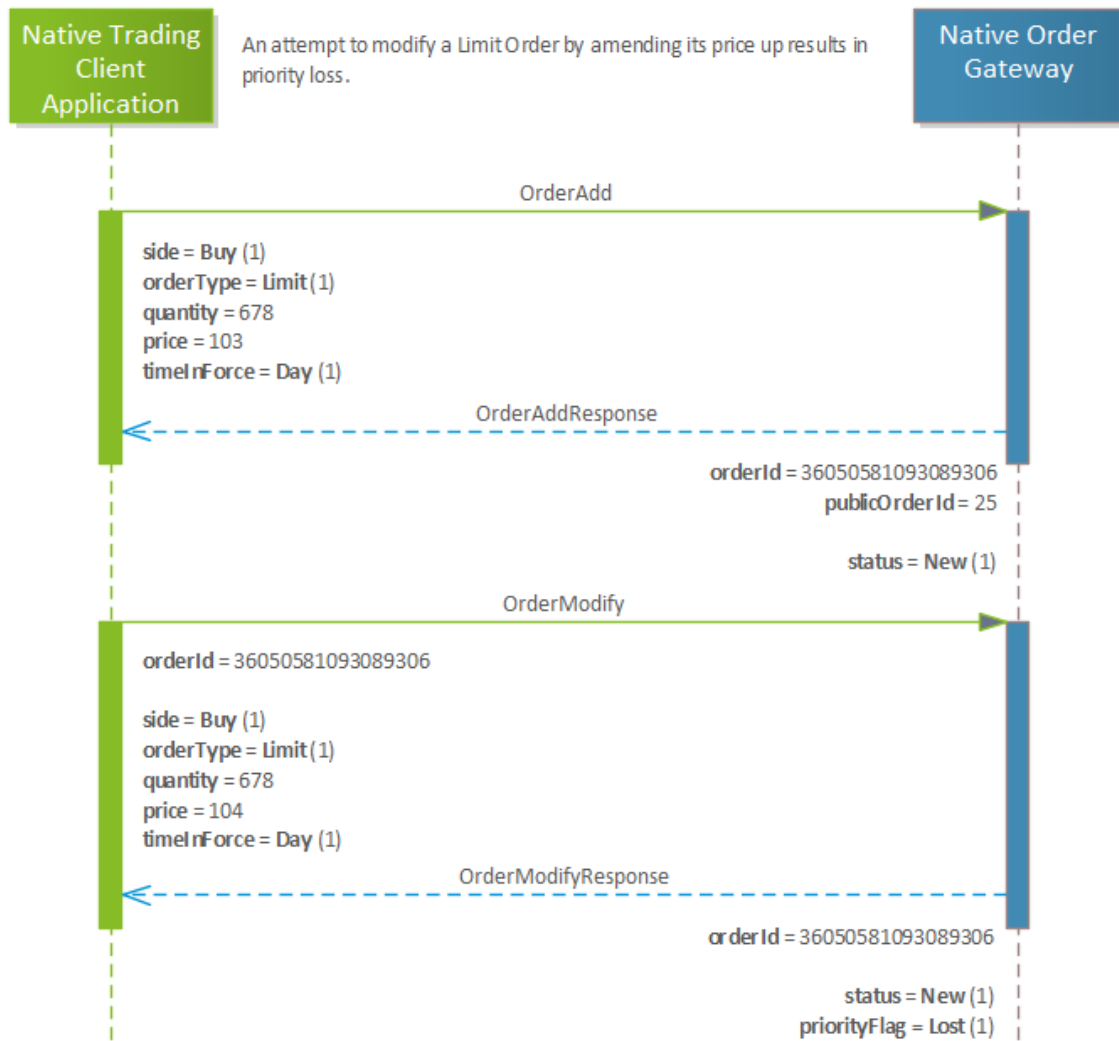 Native Trading
Client
Application
An attempt to modify a Limit Order by amending its price up results in
priority loss.
Native Order
Gateway
OrderAdd
side = Buy (1)
orderType = Limit (1)
quantity = 678
price = 103
timeInForce = Day (1)
OrderAddResponse
orderId = 36050581093089306
publicOrderId = 25
status = New (1)
OrderModify
orderId = 36050581093089306
side = Buy (1)
orderType = Limit (1)
quantity = 678
price = 104
timeInForce = Day (1)
OrderModifyResponse
orderId = 36050581093089306
status = New (1)
priorityFlag = Lost (1)